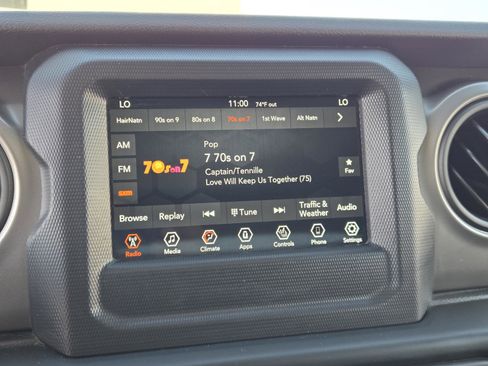 LO 11:00 74°F out LO
HairNatn 90s on 9 80s on 8 70s on 7 1st Wave Alt Natn
AM
FM
sxm
70s on 7
Pop
7 70s on 7
Captain/Tennille
Love Will Keep Us Together (75)
Fav
Browse Replay Tune Traffic & Weather Audio
Radio Media Climate Apps Controls Phone Settings